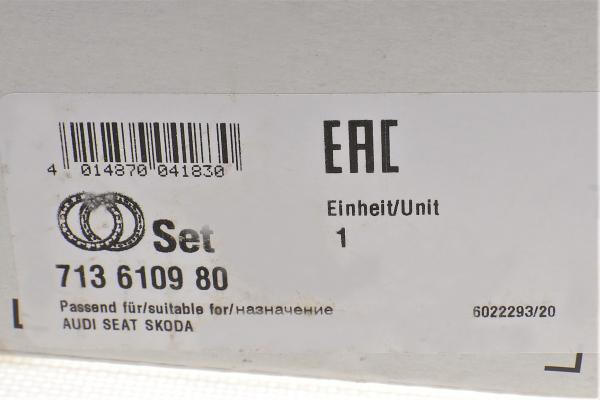 EAC
4 014870 041830
Einheit/Unit
Set
1
713 6109 80
Passend für/suitable for/назначение
6022293/20
AUDI SEAT SKODA